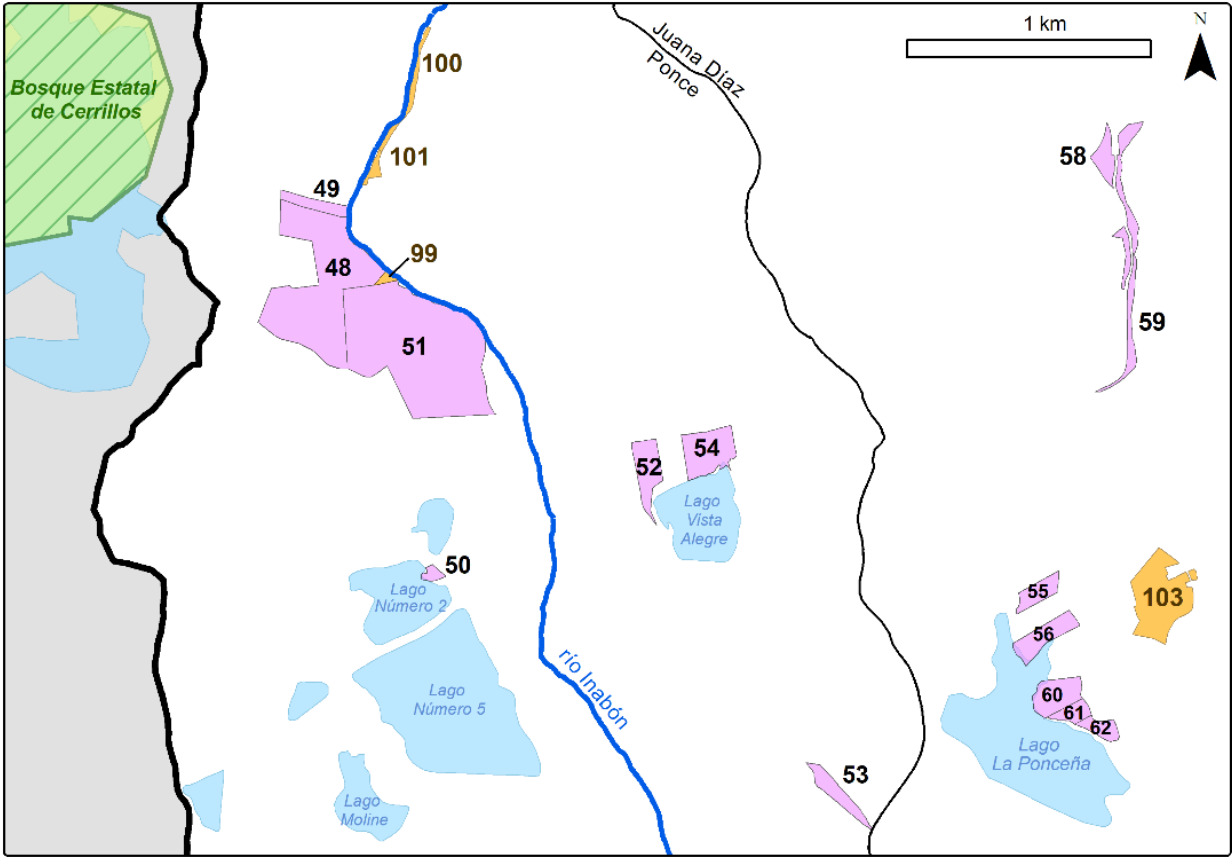 1 km
N
Juana Díaz
Ponce
Bosque Estatal
de Cerrillos
100
101
58
49
99
48
59
51
54
52
Lago
Vista
Alegre
50
Lago
Número 2
55
103
56
río Inabón
Lago
Número 5
60
61
62
Lago
La Ponceña
53
Lago
Moline